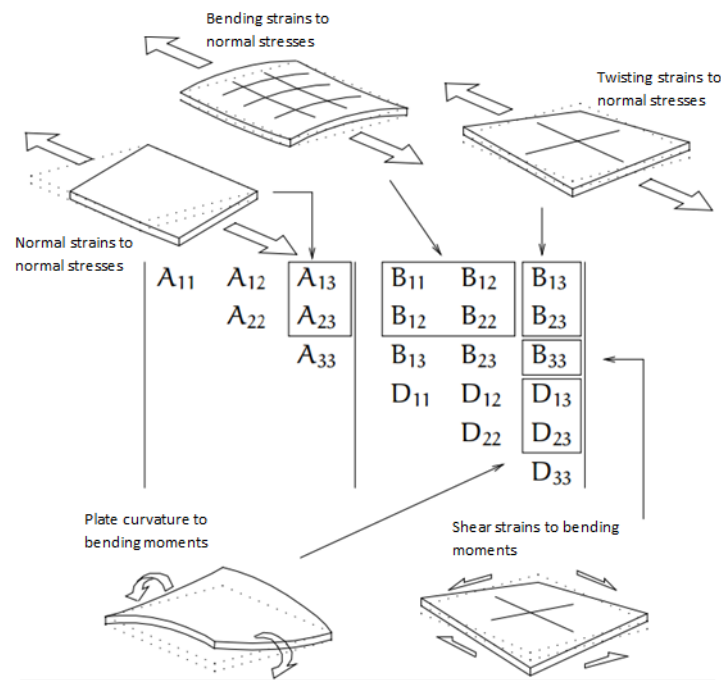 Bending strains to
normal stresses
Twisting strains to
normal stresses
Normal strains to
normal stresses
A11 A12 A13 B11 B12 B13
A22 A23 B12 B22 B23
A33 B13 B23 B33
D11 D12 D13
D22 D23
D33
Plate curvature to
bending moments
Shear strains to bending
moments